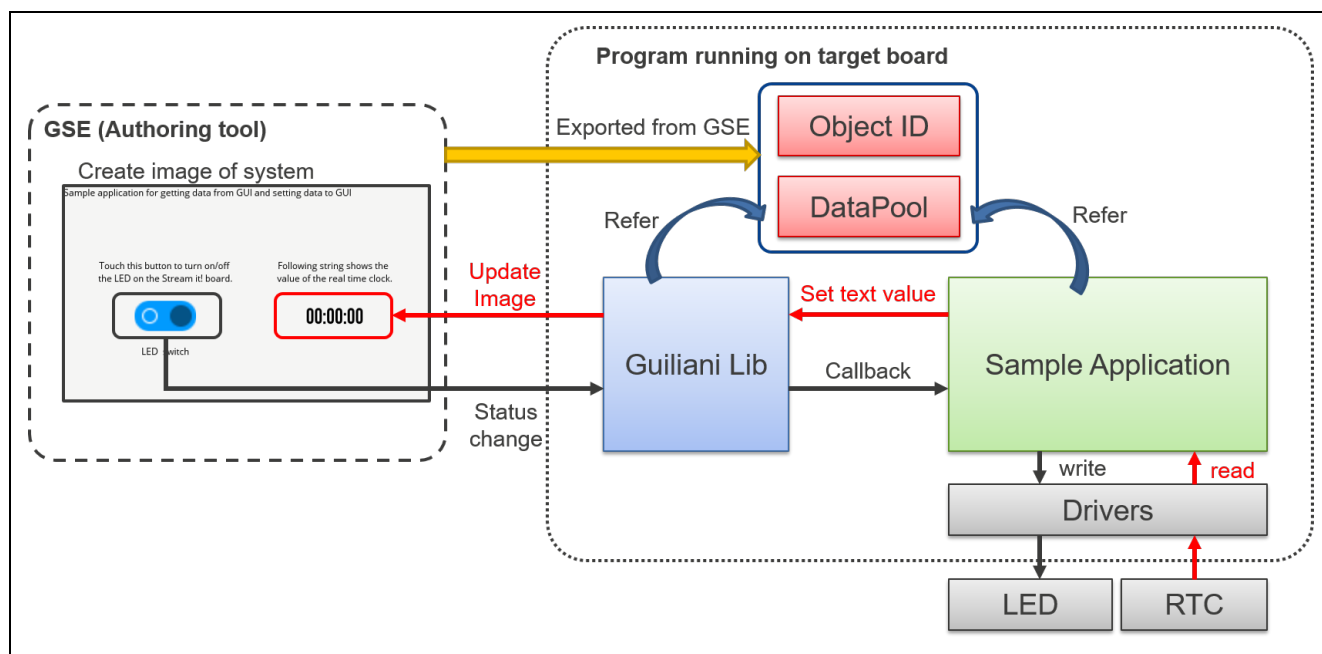 Program running on target board
GSE (Authoring tool)
Exported from GSE
Object ID
Create image of system
Sample application for getting data from GUI and setting data to GUI
DataPool
Refer
Refer
Touch this button to turn on/off
the LED on the Stream it! board.
Following string shows the
value of the real time clock.
Update
Image
Set text value
00:00:00
LED switch
Guiliani Lib
Callback
Sample Application
Status
change
write
read
Drivers
LED
RTC